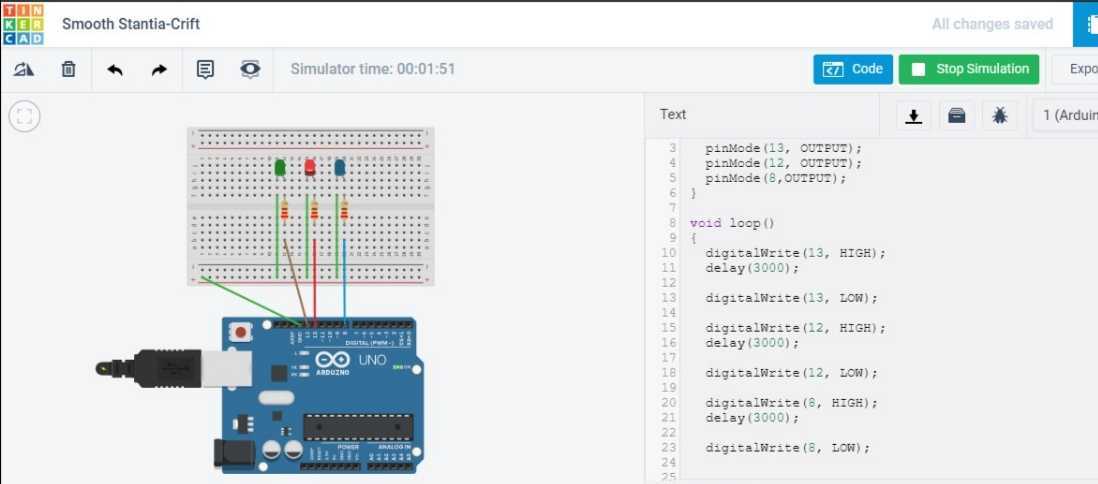 TIN
KER
CAD
Smooth Stantia-Crift
All changes saved
Simulator time: 00:01:51
Code
Stop Simulation
Expo
Text
1 (Arduin
3 pinMode(13, OUTPUT);
4 pinMode(12, OUTPUT);
5 pinMode(8,OUTPUT);
6 }
7
8 void loop()
9 {
10 digitalWrite(13, HIGH);
11 delay(3000);
12
13 digitalWrite(13, LOW);
14
15 digitalWrite(12, HIGH);
16 delay(3000);
17
18 digitalWrite(12, LOW);
19
20 digitalWrite(8, HIGH);
21 delay(3000);
22
23 digitalWrite(8, LOW);
24
25
DIGITAL (PWM~)
UNO
ARDUINO
POWER
ANALOG IN